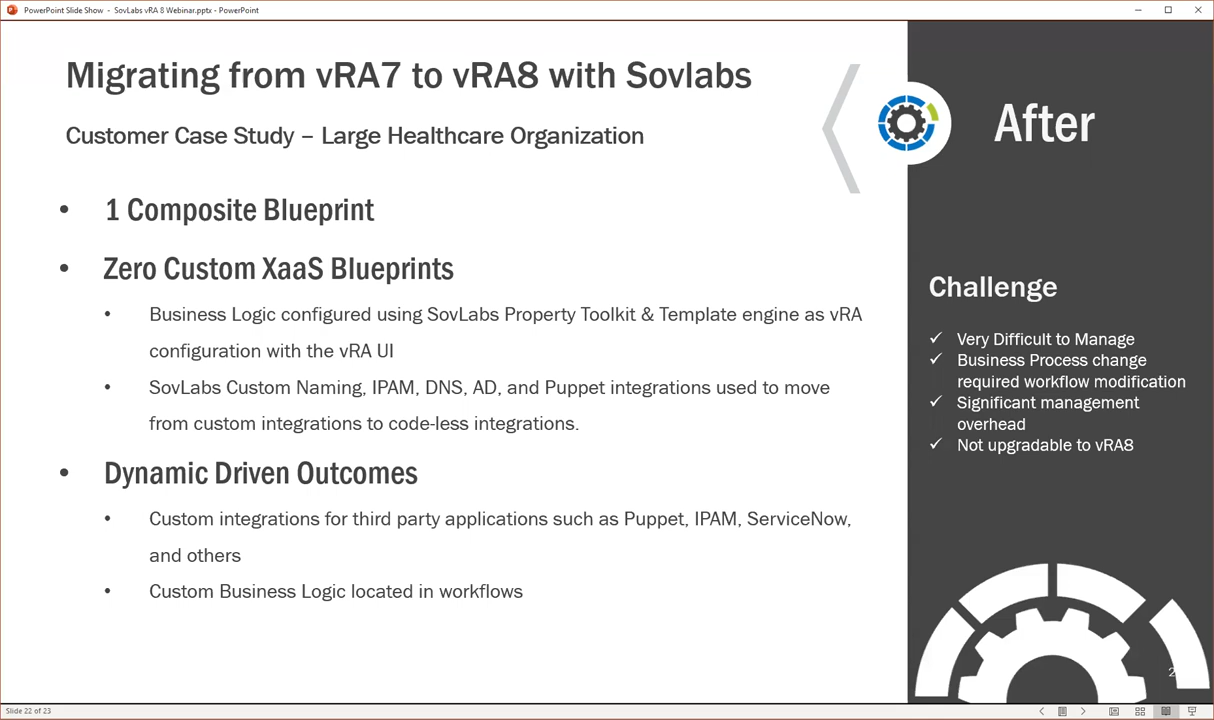 PowerPoint Slide Show - SovLabs vRA 8 Webinar.pptx - PowerPoint
Migrating from vRA7 to vRA8 with Sovlabs
Customer Case Study – Large Healthcare Organization
• 1 Composite Blueprint
• Zero Custom XaaS Blueprints
• Business Logic configured using SovLabs Property Toolkit & Template engine as vRA
configuration with the vRA UI
• SovLabs Custom Naming, IPAM, DNS, AD, and Puppet integrations used to move
from custom integrations to code-less integrations.
• Dynamic Driven Outcomes
• Custom integrations for third party applications such as Puppet, IPAM, ServiceNow,
and others
• Custom Business Logic located in workflows
After
Challenge
✓ Very Difficult to Manage
✓ Business Process change
required workflow modification
✓ Significant management
overhead
✓ Not upgradable to vRA8
Slide 22 of 23